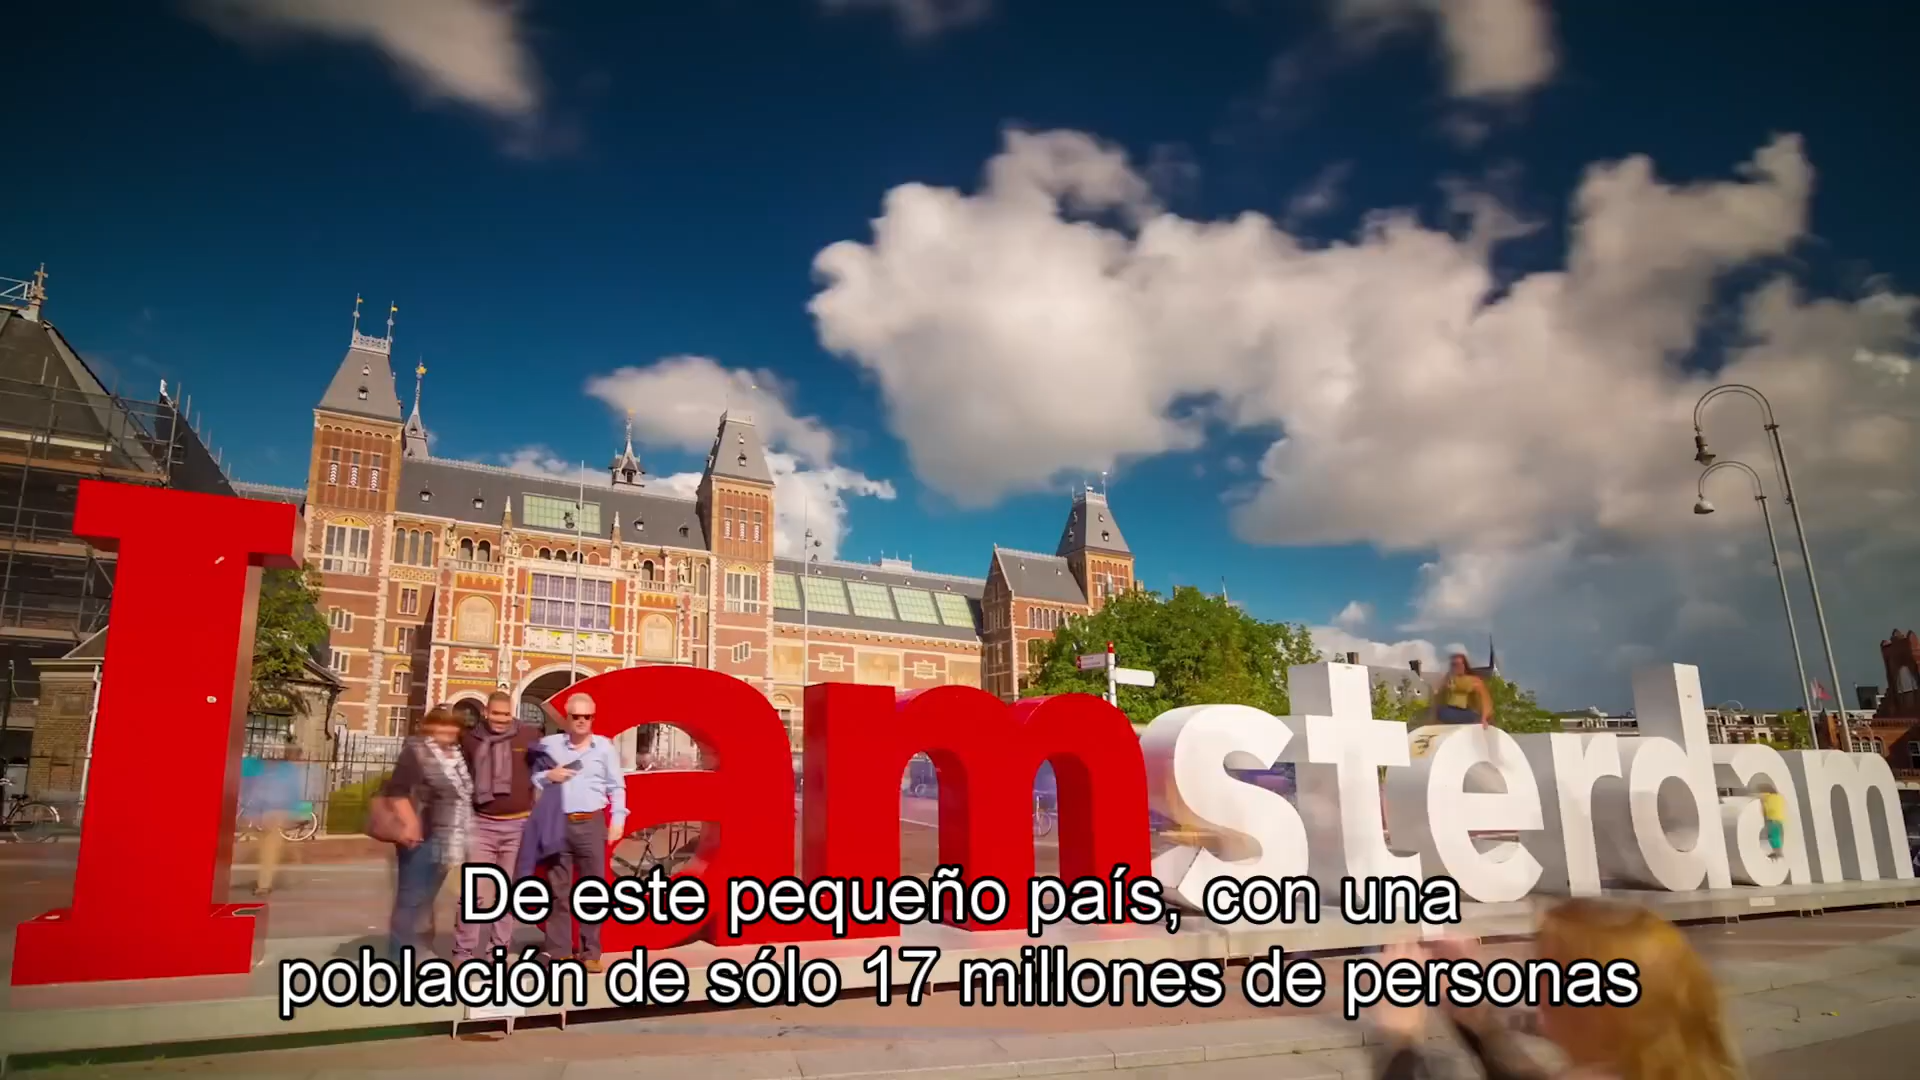 I amsterdam
De este pequeño país, con una
población de sólo 17 millones de personas